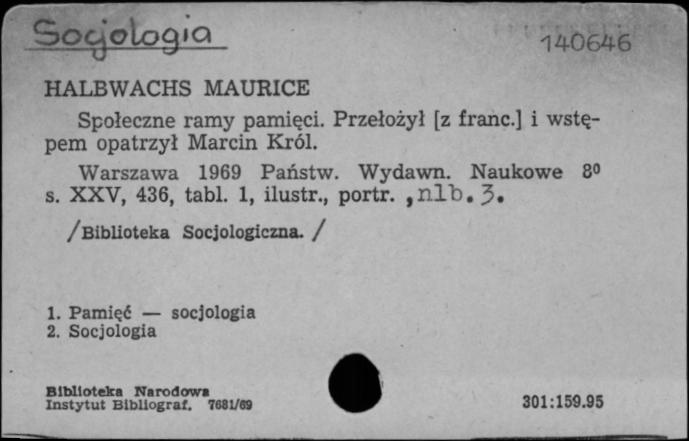 Socjologia
140646
HALBWACHS MAURICE
Społeczne ramy pamięci. Przełożył [z franc.] i wstę-
pem opatrzył Marcin Król.
Warszawa 1969 Państw. Wydawn. Naukowe 8⁰
s. XXV, 436, tabl. 1, ilustr., portr. , nlb. 3.
/Biblioteka Socjologiczna. /
1. Pamięć — socjologia
2. Socjologia
Biblioteka Narodowa
Instytut Bibliograf. 7681/69
301:159.95